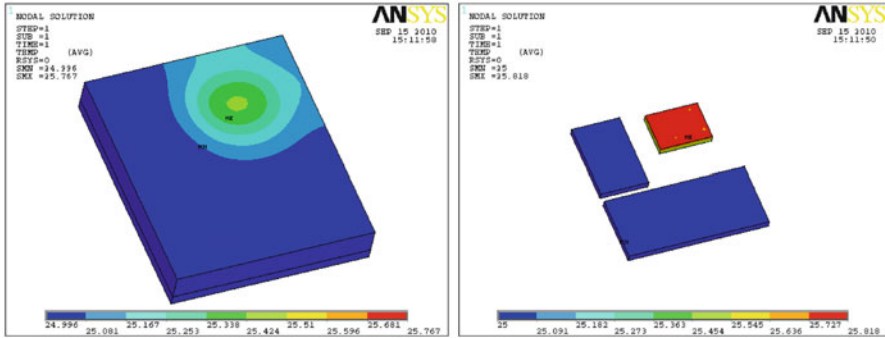 1
NODAL SOLUTION
STEP=1
SUB =1
TIME=1
TEMP (AVG)
RSYS=0
SMN =24.996
SMX =25.767
ANSYS
SEP 15 2010
15:11:58
MX
MN
24.996 25.081 25.167 25.253 25.338 25.424 25.51 25.596 25.681 25.767
1
NODAL SOLUTION
STEP=1
SUB =1
TIME=1
TEMP (AVG)
RSYS=0
SMN =25
SMX =25.818
ANSYS
SEP 15 2010
15:11:50
MX
MN
25 25.091 25.182 25.273 25.363 25.454 25.545 25.636 25.727 25.818